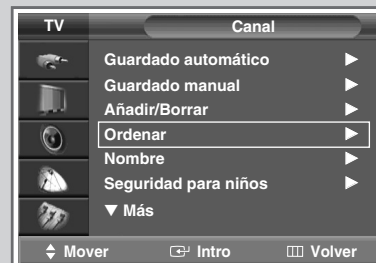 TV Canal
Guardado automático ▶
Guardado manual ▶
Añadir/Borrar ▶
Ordenar ▶
Nombre ▶
Seguridad para niños ▶
▼ Más
Mover Intro Volver